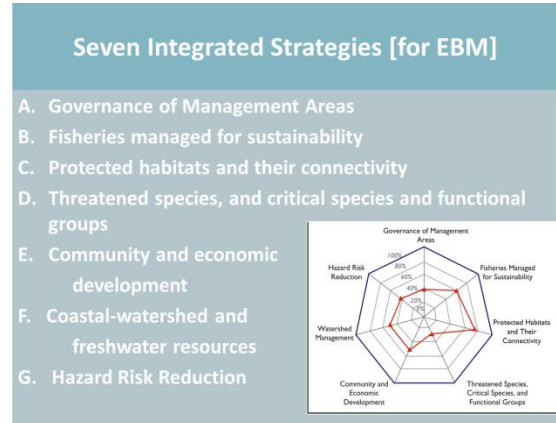 Seven Integrated Strategies [for EBM]
A. Governance of Management Areas
B. Fisheries managed for sustainability
C. Protected habitats and their connectivity
D. Threatened species, and critical species and functional
groups
E. Community and economic
development
F. Coastal-watershed and
freshwater resources
G. Hazard Risk Reduction
Governance of Management
Areas
100%
80%
60%
40%
20%
0%
Hazard Risk
Reduction
Fisheries Managed
for Sustainability
Watershed
Management
Protected Habitats
and Their
Connectivity
Community and
Economic
Development
Threatened Species,
Critical Species, and
Functional Groups